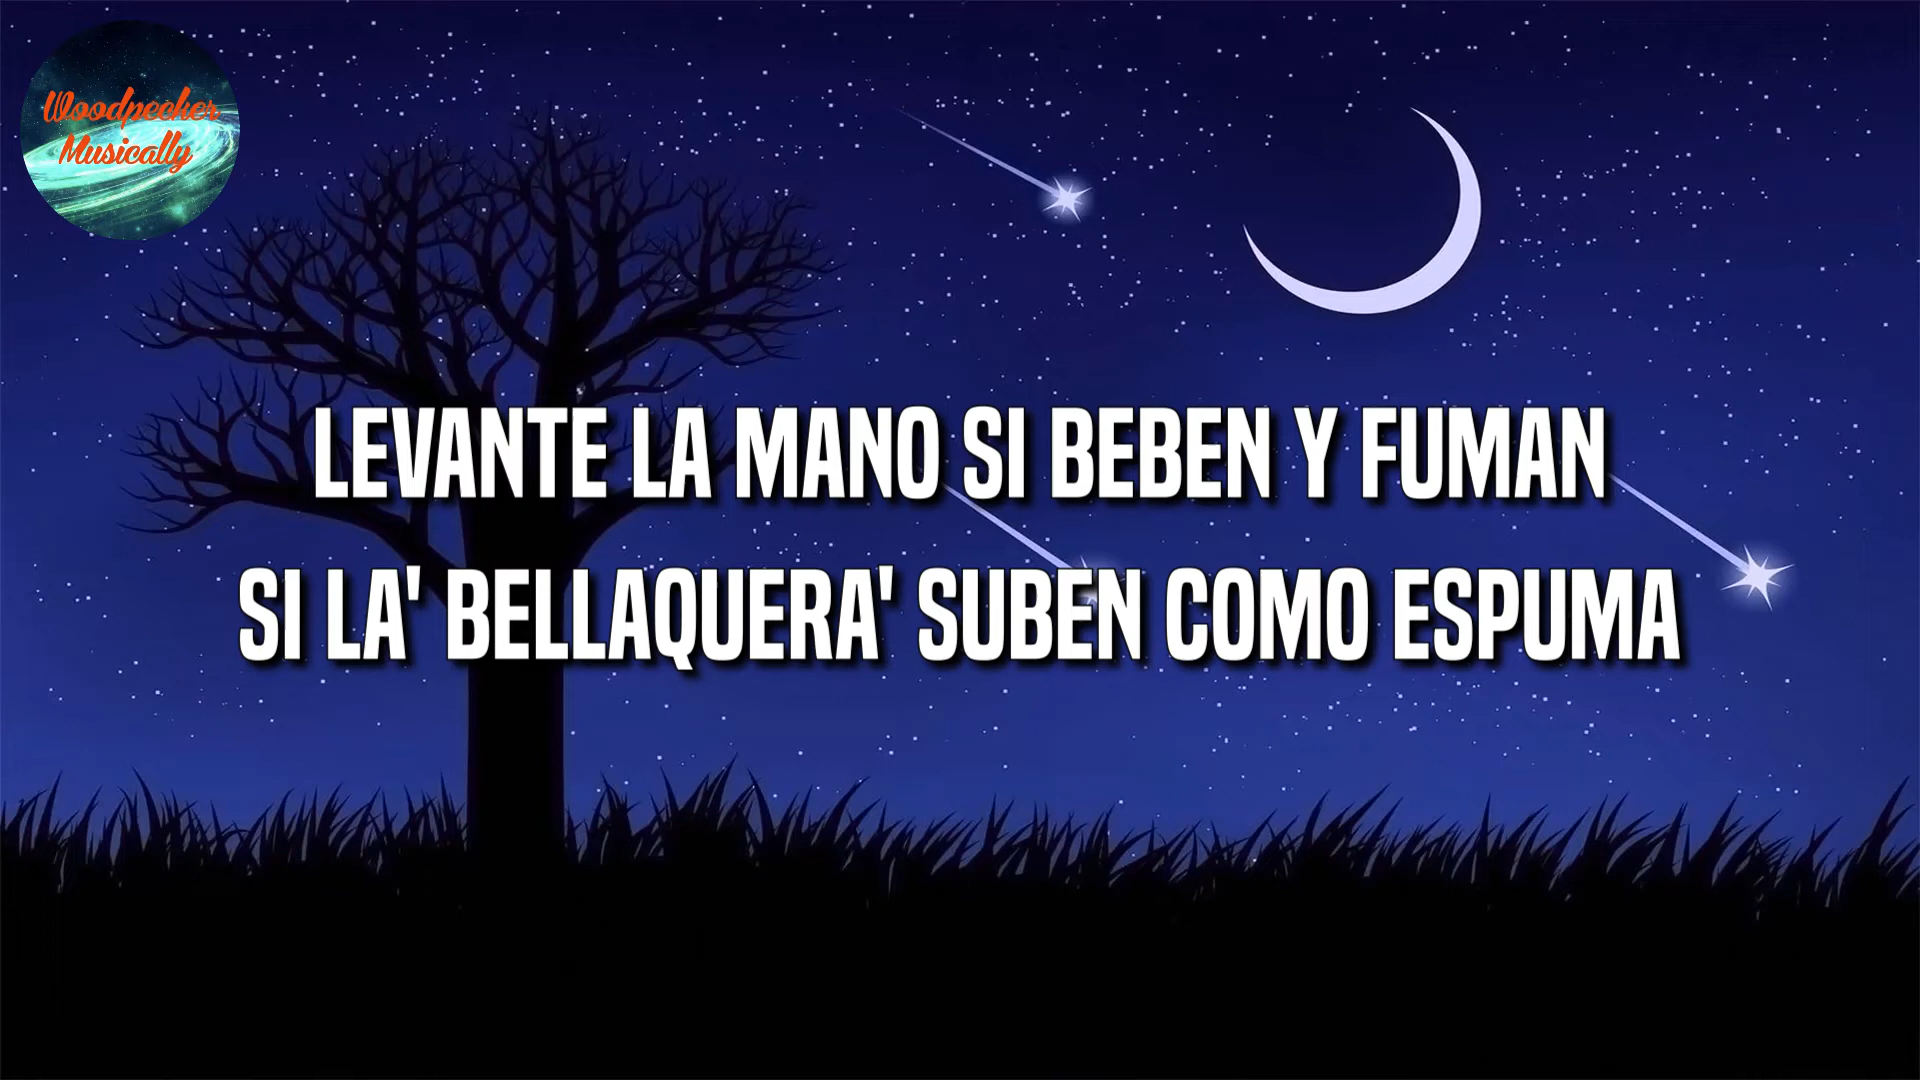 Woodpecker
Musically
LEVANTE LA MANO SI BEBEN Y FUMAN
SI LA' BELLAQUERA' SUBEN COMO ESPUMA